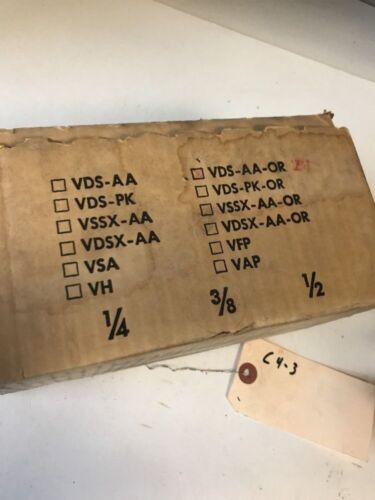 VDS-AA
VDS-PK
VSSX-AA
VDSX-AA
VSA
VH
VDS-AA-OR
VDS-PK-OR
VSSX-AA-OR
VDSX-AA-OR
VFP
VAP
1/4 3/8 1/2
C4-3